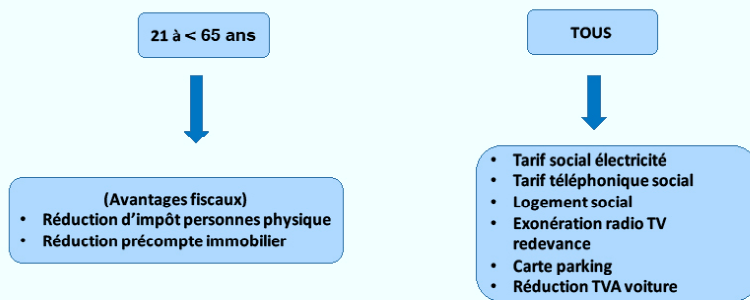 21 à < 65 ans
(Avantages fiscaux)
• Réduction d'impôt personnes physique
• Réduction précompte immobilier
TOUS
• Tarif social électricité
• Tarif téléphonique social
• Logement social
• Exonération radio TV
redevance
• Carte parking
• Réduction TVA voiture